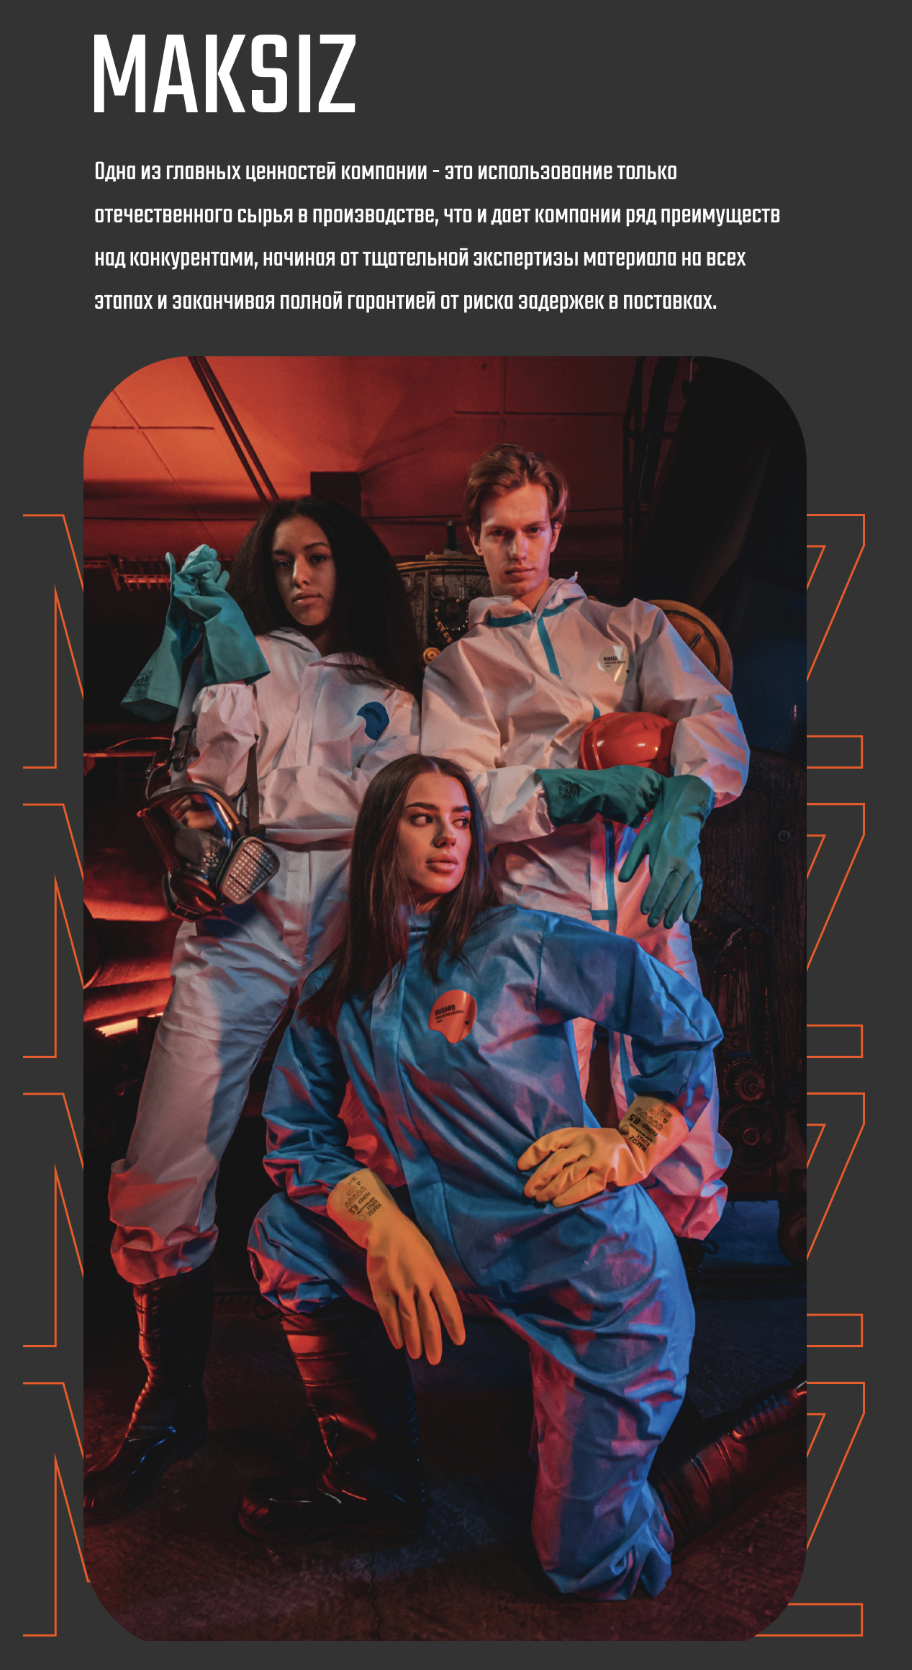 MAKSIZ
Одна из главных ценностей компании - это использование только
отечественного сырья в производстве, что и дает компании ряд преимуществ
над конкурентами, начиная от тщательной экспертизы материала на всех
этапах и заканчивая полной гарантией от риска задержек в поставках.